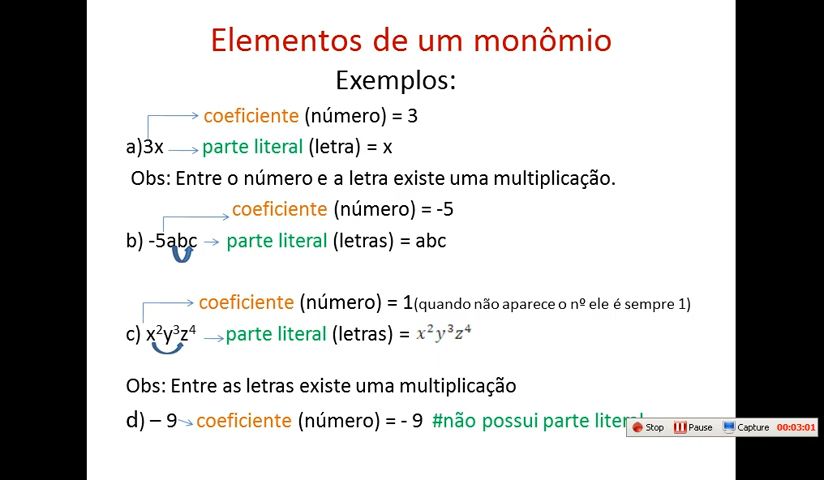 Elementos de um monômio
Exemplos:
coeficiente (número) = 3
a)3x parte literal (letra) = x
Obs: Entre o número e a letra existe uma multiplicação.
coeficiente (número) = -5
b) -5abc parte literal (letras) = abc
coeficiente (número) = 1(quando não aparece o nº ele é sempre 1)
c) x²y³z⁴ parte literal (letras) = x²y³z⁴
Obs: Entre as letras existe uma multiplicação
d) – 9 coeficiente (número) = - 9 #não possui parte literal
Stop Pause Capture 00:03:01